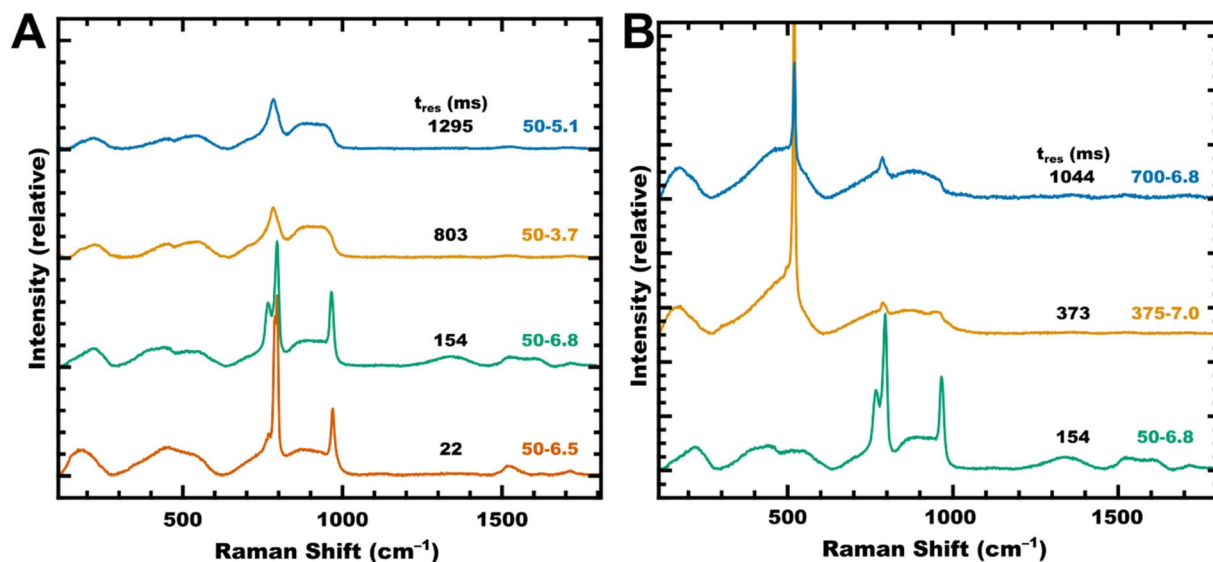 A
Intensity (relative)
t_res (ms)
1295 50-5.1
803 50-3.7
154 50-6.8
22 50-6.5
500 1000 1500
Raman Shift (cm⁻¹)
B
Intensity (relative)
t_res (ms)
1044 700-6.8
373 375-7.0
154 50-6.8
500 1000 1500
Raman Shift (cm⁻¹)